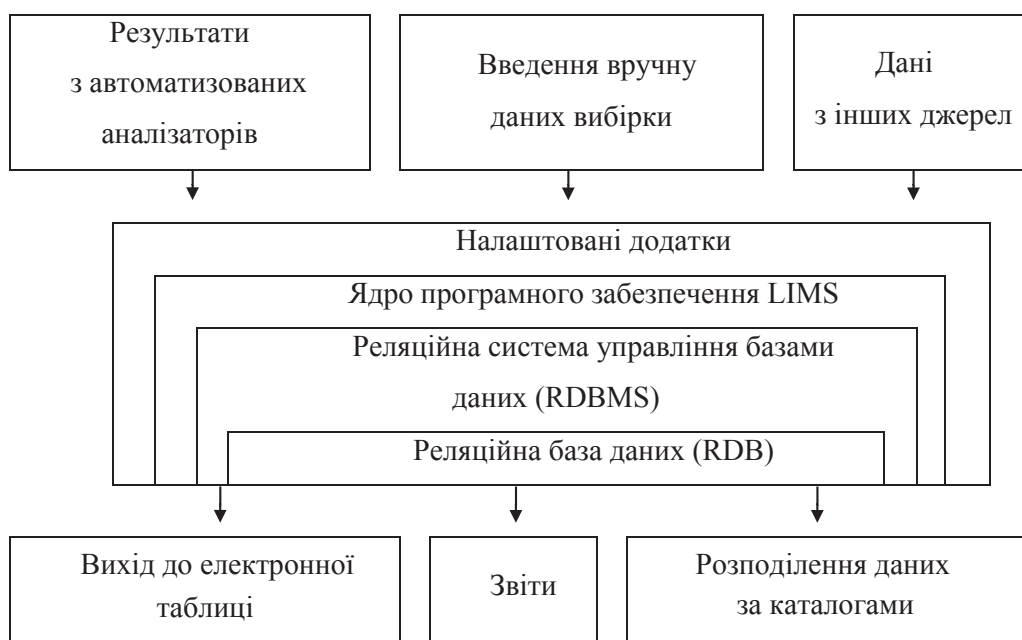 Результати
з автоматизованих
аналізаторів
Введення вручну
даних вибірки
Дані
з інших джерел
Налаштовані додатки
Ядро програмного забезпечення LIMS
Реляційна система управління базами
даних (RDBMS)
Реляційна база даних (RDB)
Вихід до електронної
таблиці
Звіти
Розподілення даних
за каталогами